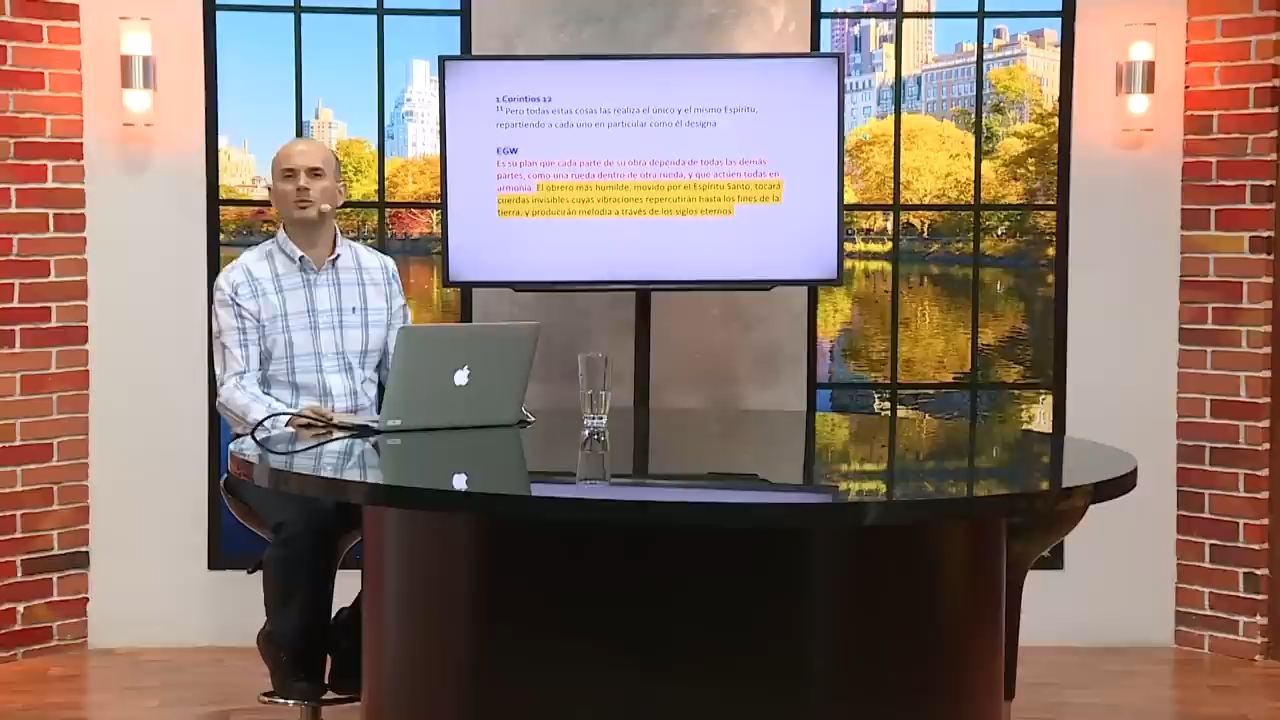 1 Corintios 12
11 Pero todas estas cosas las realiza el único y el mismo Espíritu,
repartiendo a cada uno en particular como él designa
EGW
Es su plan que cada parte de su obra dependa de todas las demás
partes, como una rueda dentro de otra rueda, y que actúen todas en
armonía. El obrero más humilde, movido por el Espíritu Santo, tocará
cuerdas invisibles cuyas vibraciones repercutirán hasta los fines de la
tierra, y producirán melodía a través de los siglos eternos.